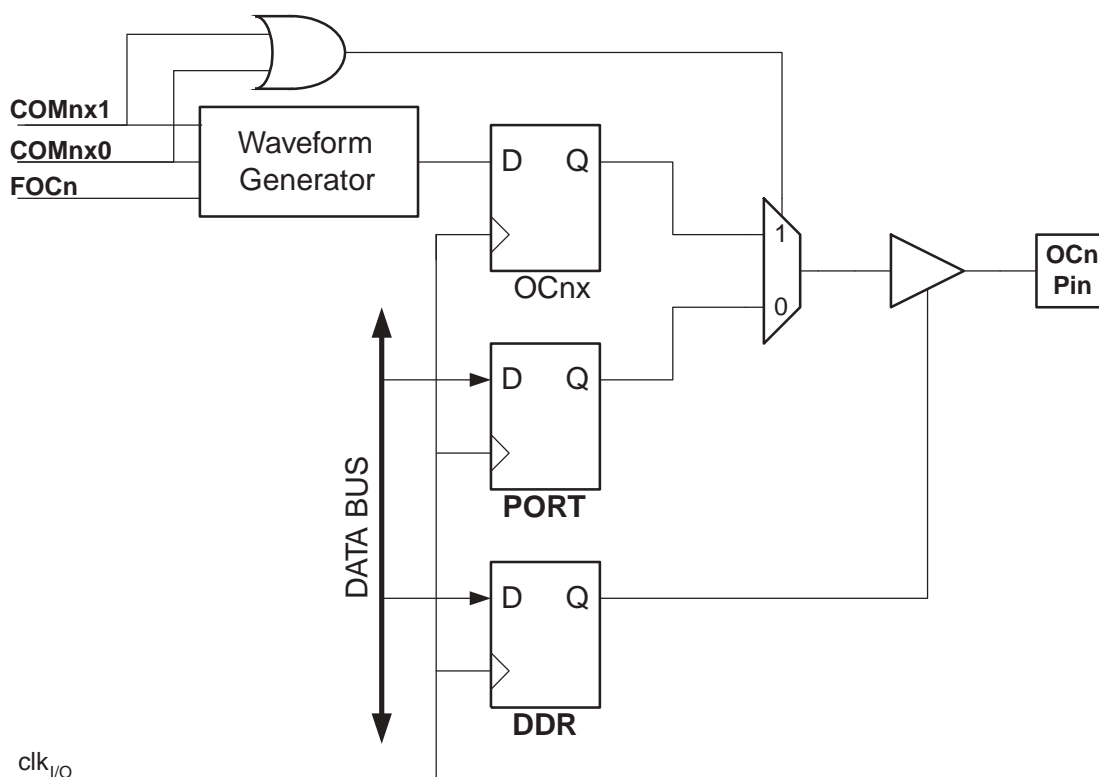 COMnx1
COMnx0
FOCn
Waveform
Generator
D Q
OCnx
1
0
OCn
Pin
D Q
PORT
DATA BUS
D Q
DDR
clkI/O